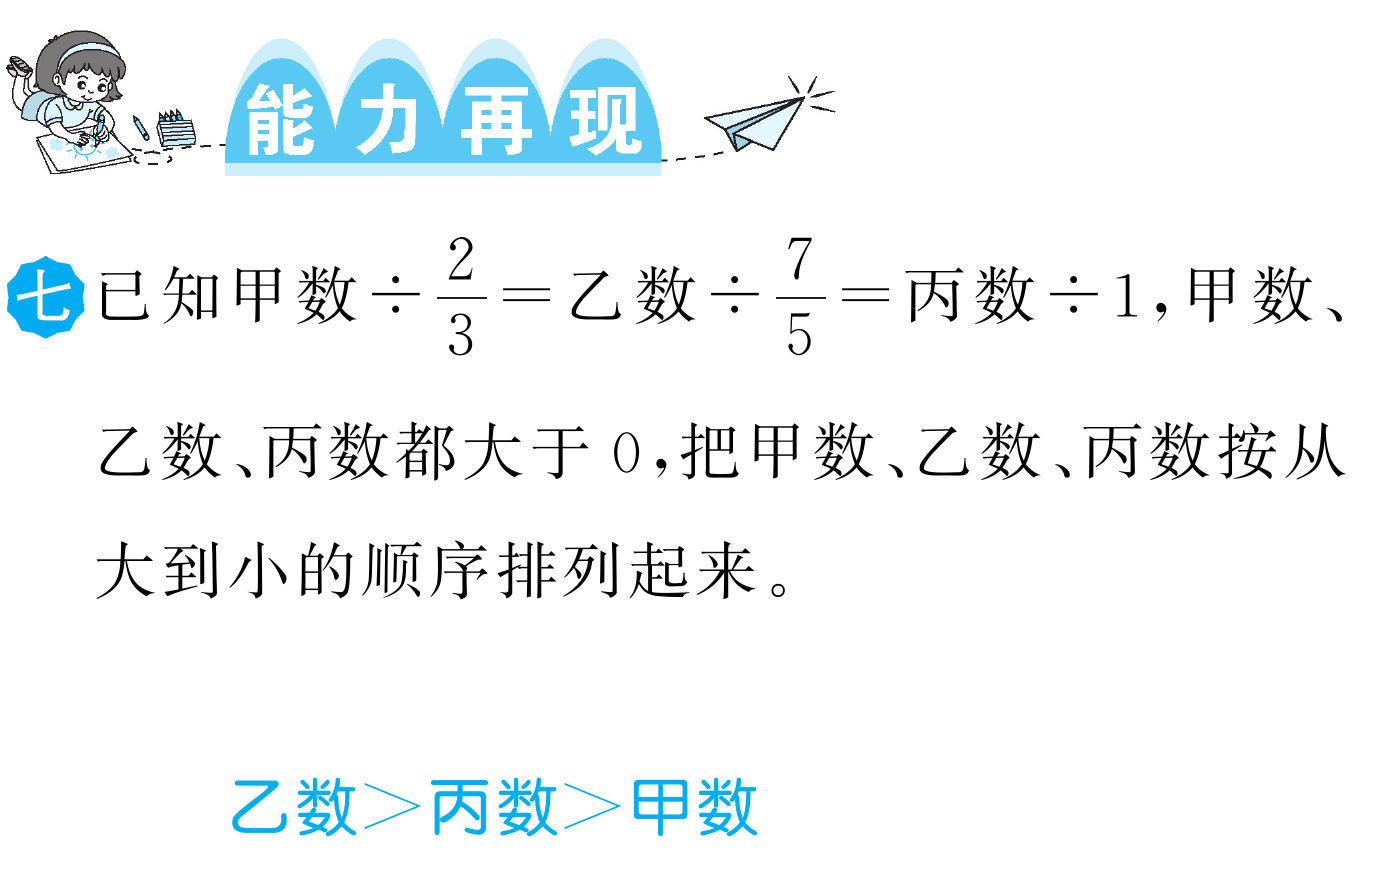 能力再现
七 已知甲数÷2/3=乙数÷7/5=丙数÷1,甲数、
乙数、丙数都大于 0,把甲数、乙数、丙数按从
大到小的顺序排列起来。
乙数>丙数>甲数